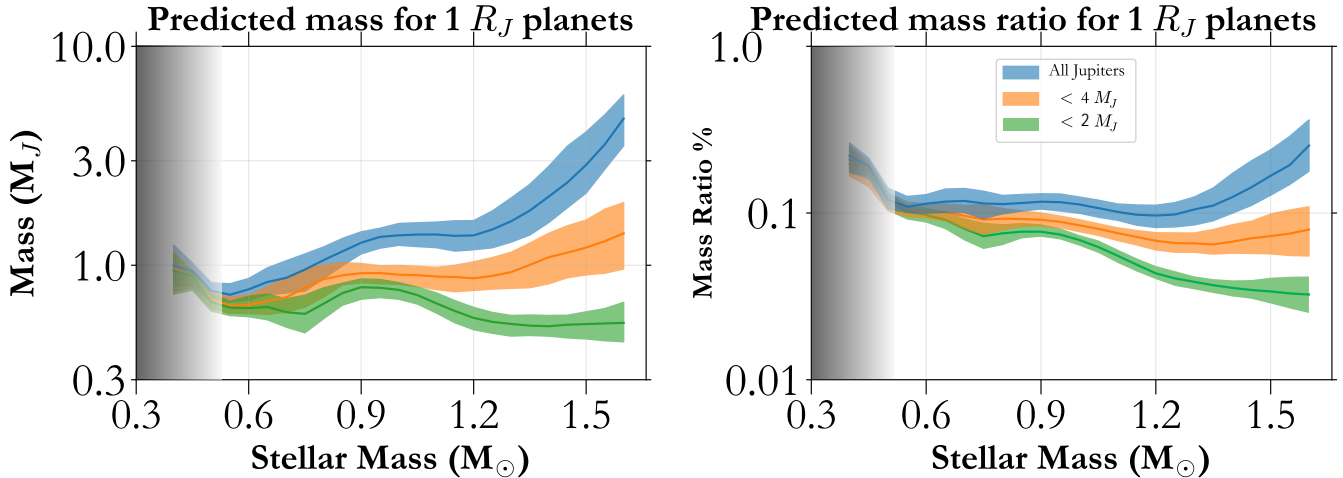 Predicted mass for 1 R_J planets
10.0
3.0
1.0
0.3
Mass (M_J)
0.3 0.6 0.9 1.2 1.5
Stellar Mass (M_⊙)
Predicted mass ratio for 1 R_J planets
1.0
0.1
0.01
Mass Ratio %
All Jupiters
< 4 M_J
< 2 M_J
0.3 0.6 0.9 1.2 1.5
Stellar Mass (M_⊙)